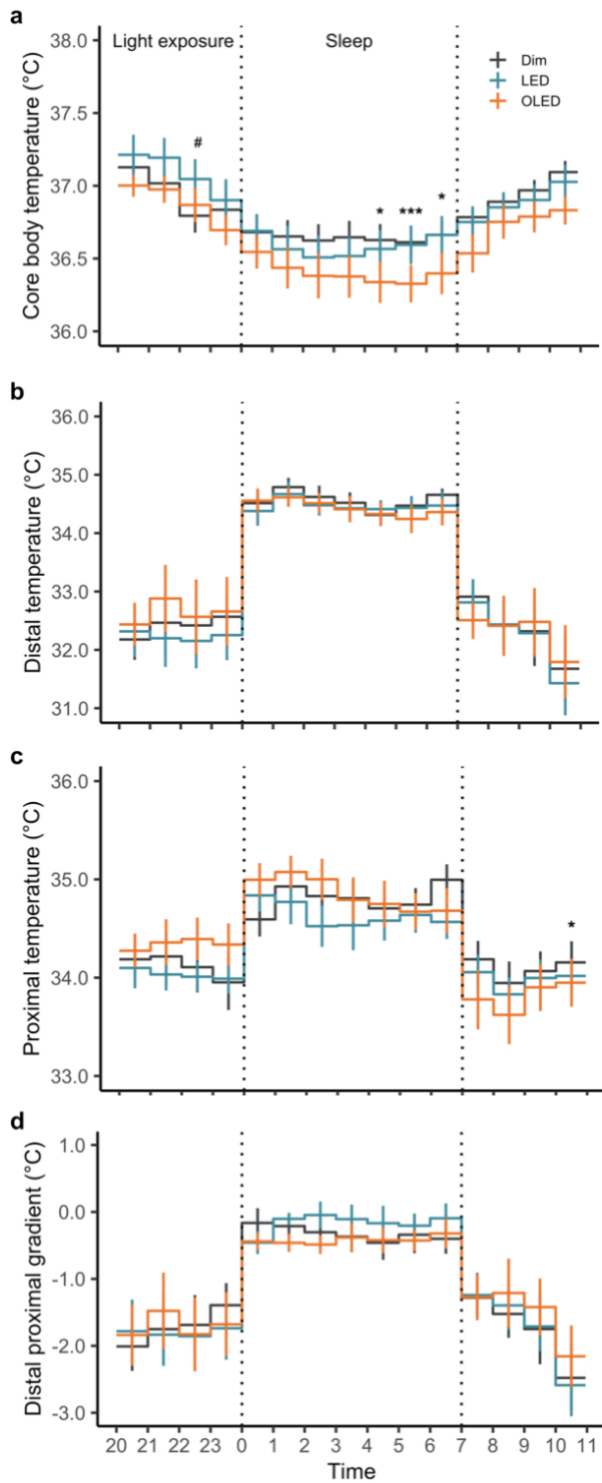 a
Light exposure Sleep
Dim
LED
OLED
#
* *** *
38.0
37.5
37.0
36.5
36.0
Core body temperature (°C)
b
36.0
35.0
34.0
33.0
32.0
31.0
Distal temperature (°C)
c
36.0
35.0
34.0
33.0
Proximal temperature (°C)
*
d
1.0
0.0
-1.0
-2.0
-3.0
Distal proximal gradient (°C)
20 21 22 23 0 1 2 3 4 5 6 7 8 9 10 11
Time